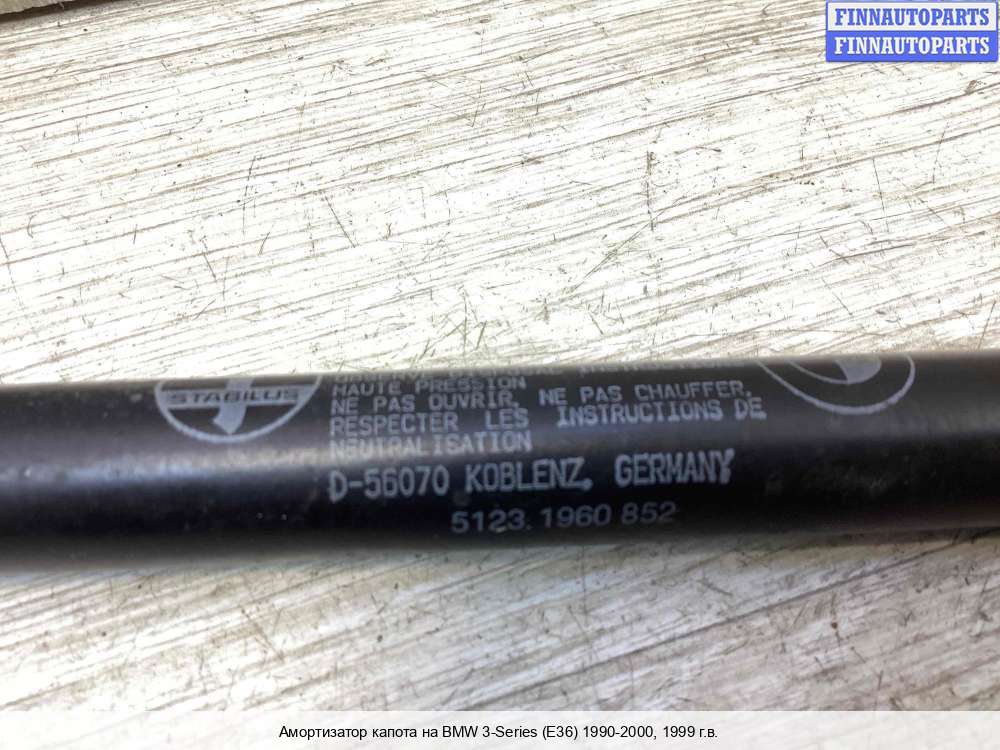 FINNAUTOPARTS
FINNAUTOPARTS
STABILUS
HAUTE PRESSION
NE PAS OUVRIR, NE PAS CHAUFFER,
RESPECTER LES INSTRUCTIONS DE
NEUTRALISATION
D-56070 KOBLENZ, GERMANY
5123.1960 852
Амортизатор капота на BMW 3-Series (E36) 1990-2000, 1999 г.в.